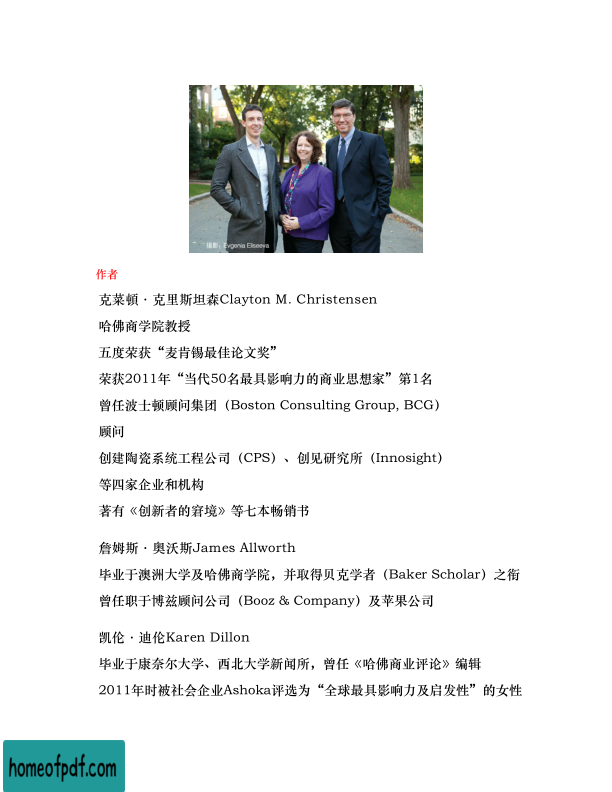 摄影：Evgenia Eliseeva
作者
克莱顿·克里斯坦森Clayton M. Christensen
哈佛商学院教授
五度荣获“麦肯锡最佳论文奖”
荣获2011年“当代50名最具影响力的商业思想家”第1名
曾任波士顿顾问集团（Boston Consulting Group, BCG）
顾问
创建陶瓷系统工程公司（CPS）、创见研究所（Innosight）
等四家企业和机构
著有《创新者的窘境》等七本畅销书
詹姆斯·奥沃斯James Allworth
毕业于澳洲大学及哈佛商学院，并取得贝克学者（Baker Scholar）之衔
曾任职于博兹顾问公司（Booz & Company）及苹果公司
凯伦·迪伦Karen Dillon
毕业于康奈尔大学、西北大学新闻所，曾任《哈佛商业评论》编辑
2011年时被社会企业Ashoka评选为“全球最具影响力及启发性”的女性
homeofpdf.com